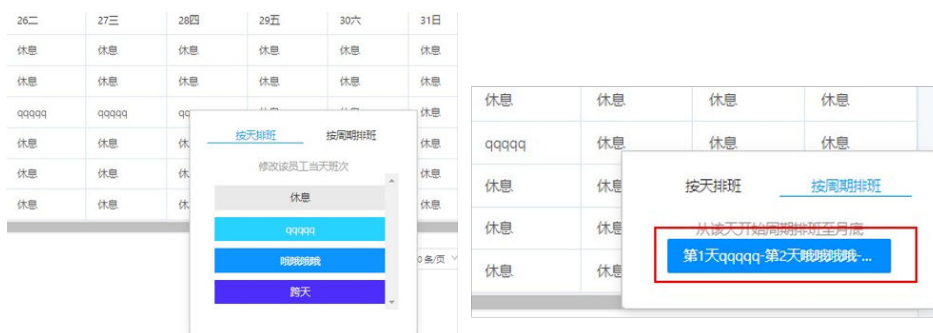 26二 27三 28四 29五 30六 31日
休息 休息 休息 休息 休息 休息
休息 休息 休息 休息 休息 休息
qqqqq qqqqq qq 休息
休息 休息 休 休息
休息 休息 休 休息
休息 休息 休 休息
按天排班 按周期排班
修改该员工当天班次
休息
qqqqq
哦哦哦哦
跨天
0 条/页
休息 休息 休息 休息
qqqqq 休息 休息 休息
休息 休息
休息 休息
休息 休息
按天排班 按周期排班
从该天开始周期排班至月底
第1天qqqqq-第2天哦哦哦哦-...